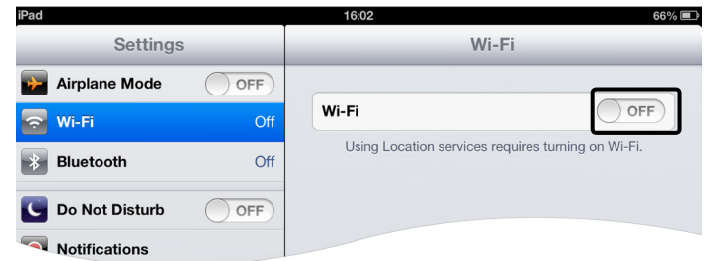 iPad 16:02 66%
Settings
Wi-Fi
Airplane Mode OFF
Wi-Fi Off
Bluetooth Off
Do Not Disturb OFF
Notifications
Wi-Fi OFF
Using Location services requires turning on Wi-Fi.